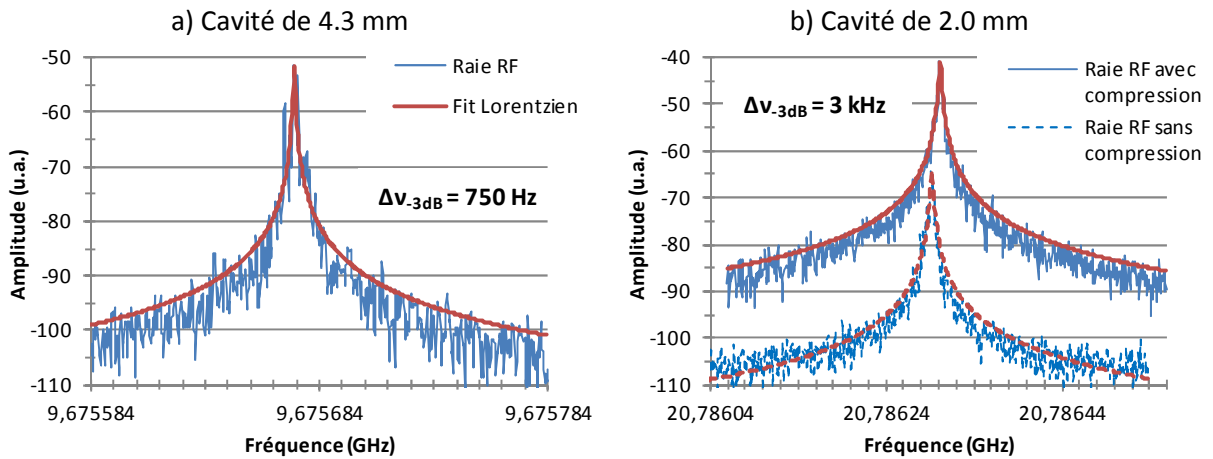 a) Cavité de 4.3 mm
-50
-60
-70
-80
-90
-100
-110
Amplitude (u.a.)
Raie RF
Fit Lorentzien
Δν-3dB = 750 Hz
9,6755584
9,6755684
9,6755784
Fréquence (GHz)
b) Cavité de 2.0 mm
-40
-50
-60
-70
-80
-90
-100
-110
Amplitude (u.a.)
Δν-3dB = 3 kHz
Raie RF avec
compression
Raie RF sans
compression
20,78604
20,78624
20,78644
Fréquence (GHz)